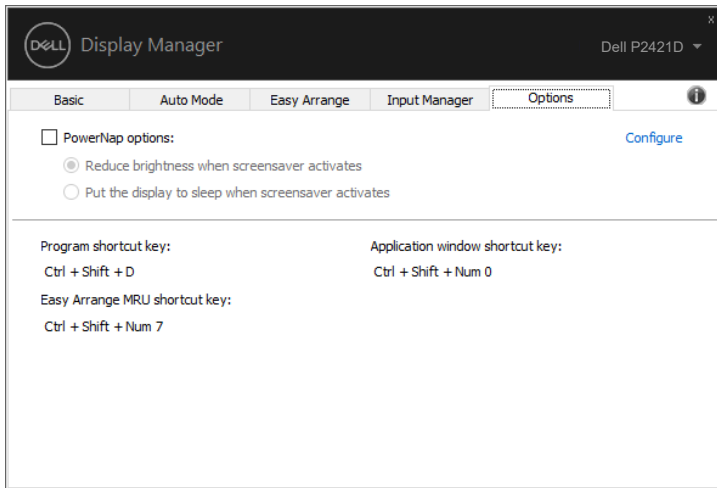 x
DELL Display Manager
Dell P2421D
Basic Auto Mode Easy Arrange Input Manager Options
PowerNap options: Configure
Reduce brightness when screensaver activates
Put the display to sleep when screensaver activates
Program shortcut key: Application window shortcut key:
Ctrl + Shift + D Ctrl + Shift + Num 0
Easy Arrange MRU shortcut key:
Ctrl + Shift + Num 7